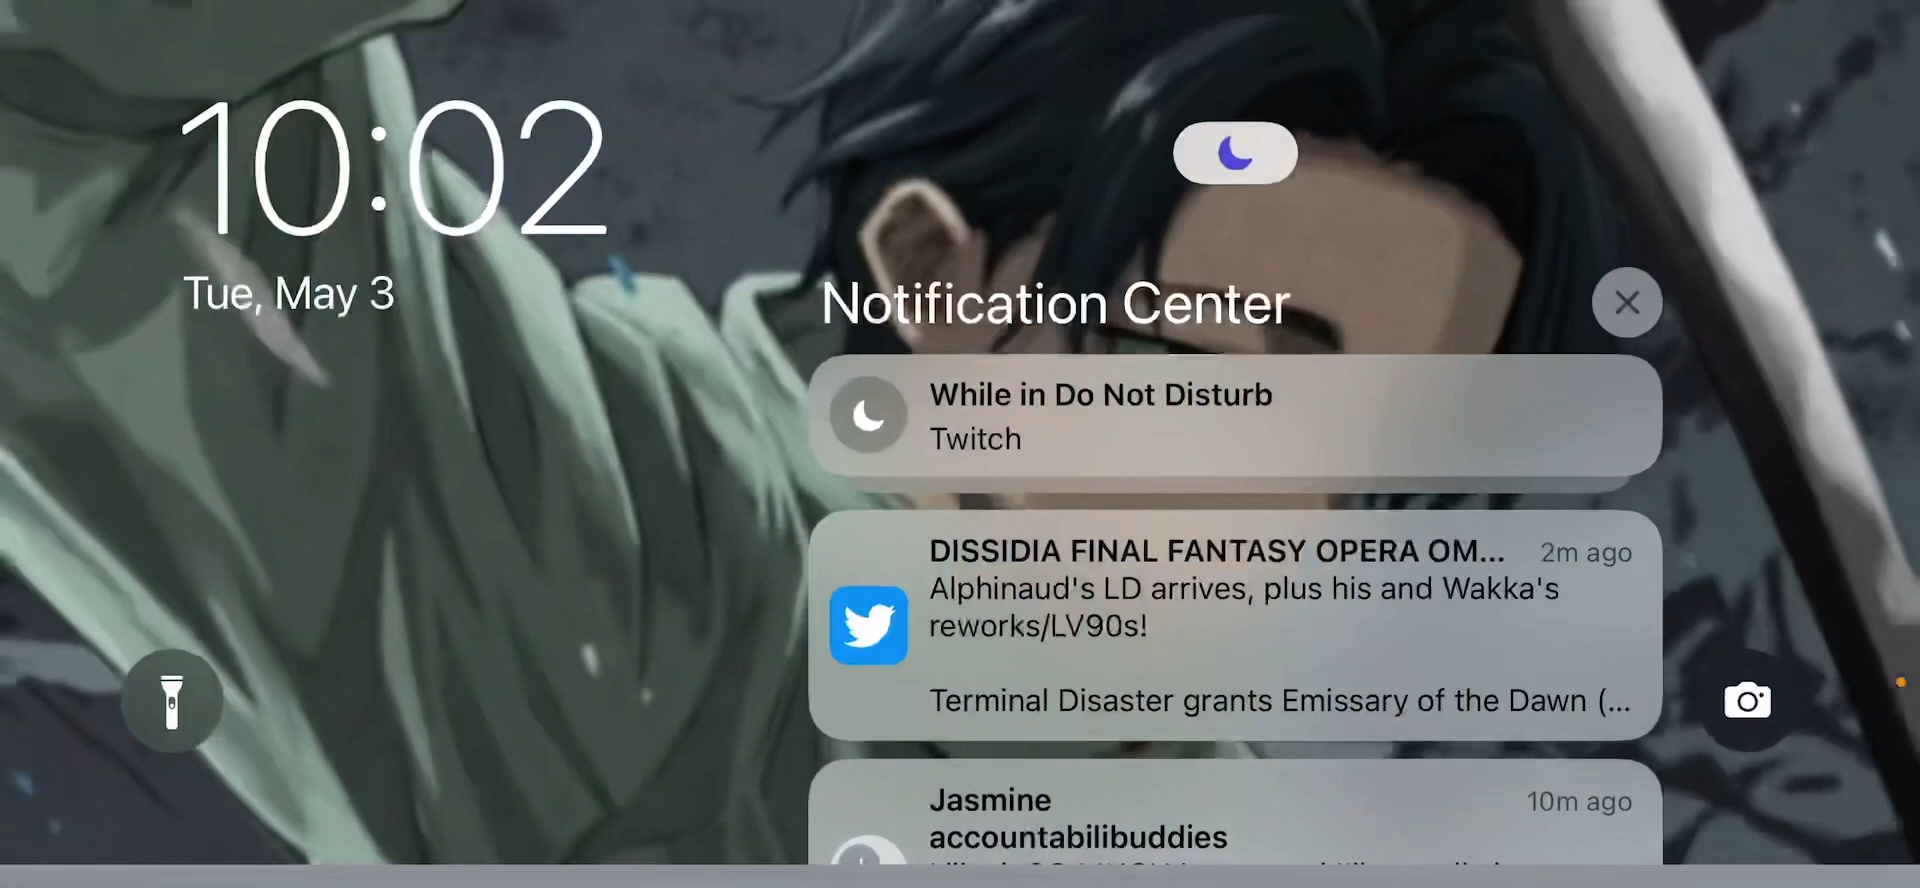 10:02
Tue, May 3
Notification Center
While in Do Not Disturb
Twitch
DISSIDIA FINAL FANTASY OPERA OM... 2m ago
Alphinaud's LD arrives, plus his and Wakka's
reworks/LV90s!
Terminal Disaster grants Emissary of the Dawn (...
Jasmine 10m ago
accountabilibuddies